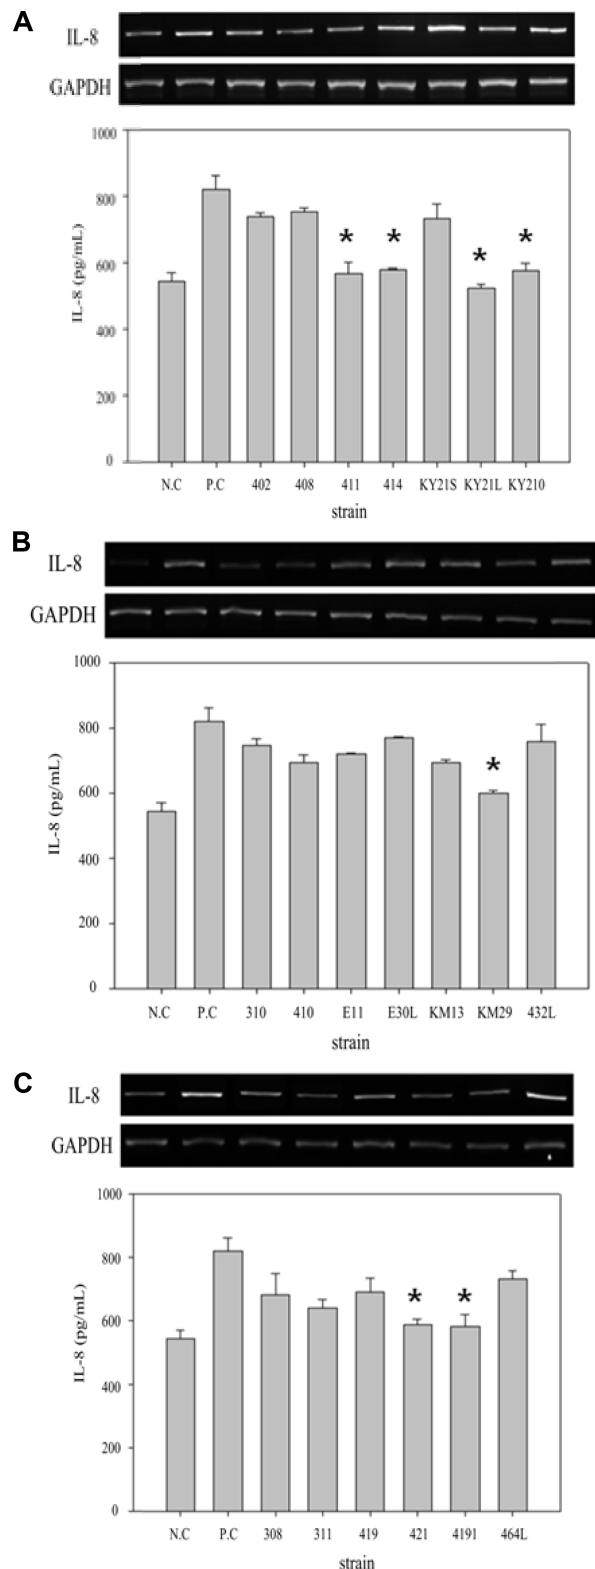 A
IL-8
GAPDH
1000
800
600
400
200
0
IL-8 (pg/mL)
*
*
*
*
N.C P.C 402 408 411 414 KY21S KY21L KY210
strain
B
IL-8
GAPDH
1000
800
600
400
200
0
IL-8 (pg/mL)
*
N.C P.C 310 410 E11 E30L KM13 KM29 432L
strain
C
IL-8
GAPDH
1000
800
600
400
200
0
IL-8 (pg/mL)
*
*
N.C P.C 308 311 419 421 4191 464L
strain